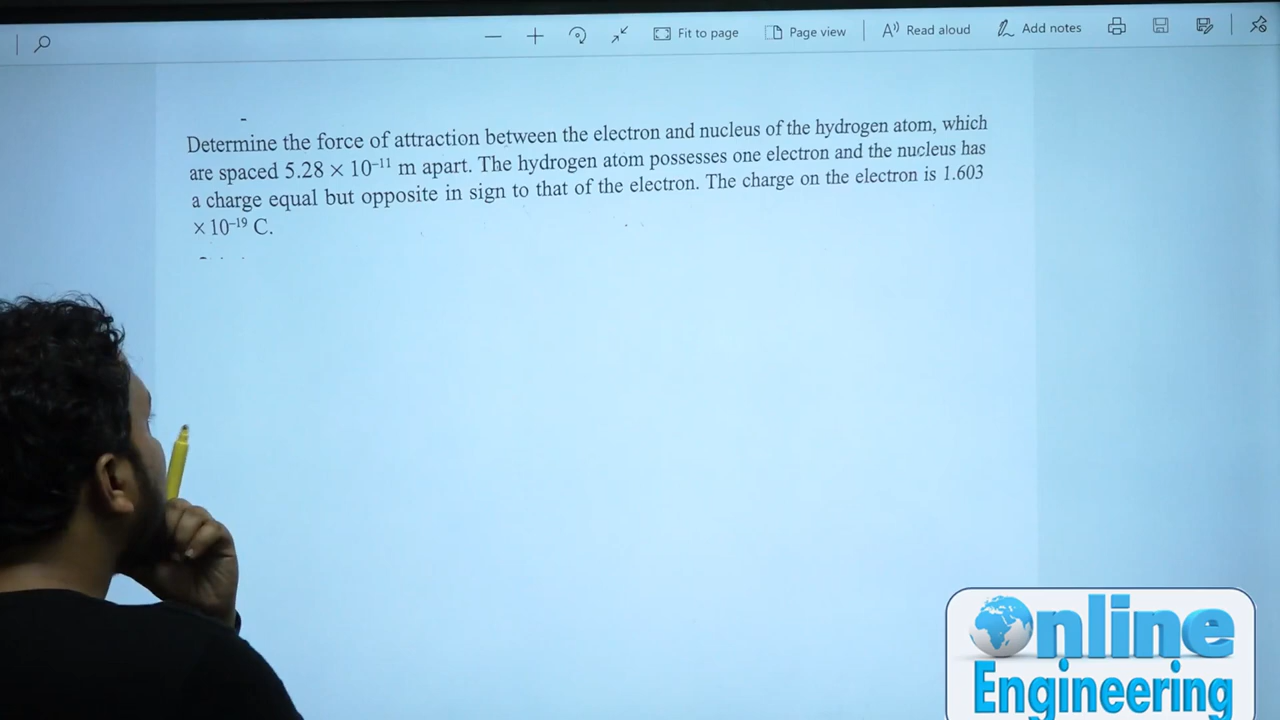 Fit to page Page view Read aloud Add notes
Determine the force of attraction between the electron and nucleus of the hydrogen atom, which
are spaced 5.28 × 10⁻¹¹ m apart. The hydrogen atom possesses one electron and the nucleus has
a charge equal but opposite in sign to that of the electron. The charge on the electron is 1.603
× 10⁻¹⁹ C.
Online
Engineering